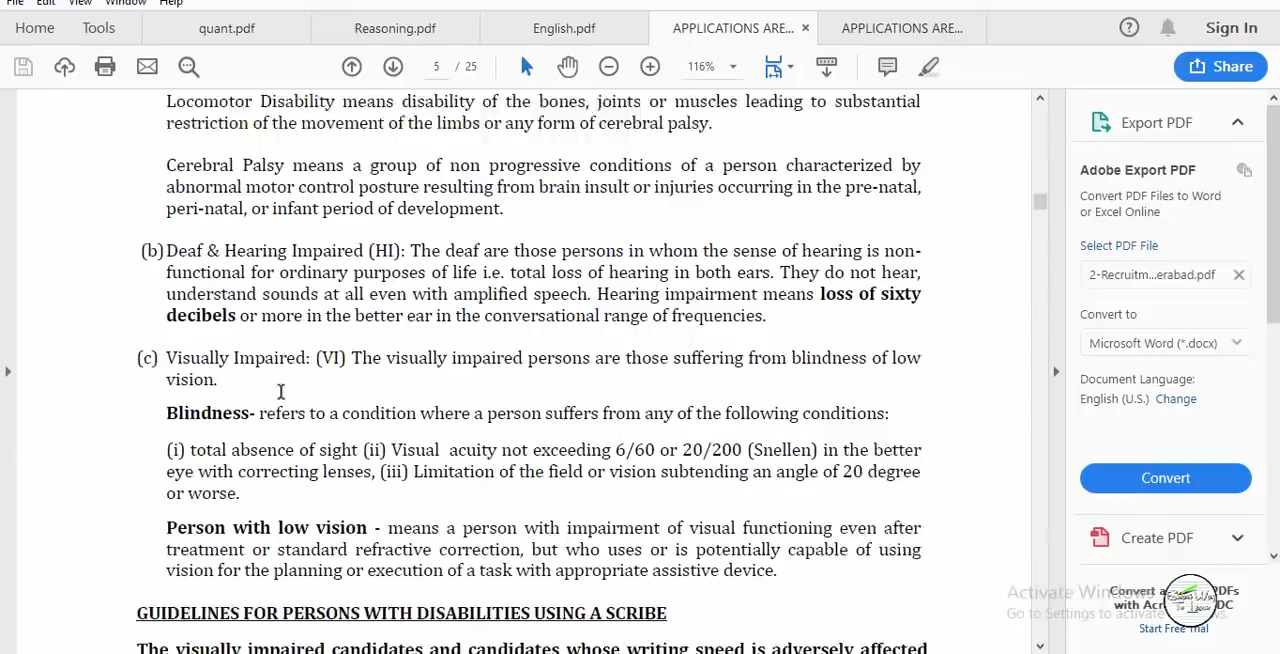 File Edit View Window Help
Home Tools quant.pdf Reasoning.pdf English.pdf APPLICATIONS ARE... × APPLICATIONS ARE... Sign In
5 / 25 116% Share
Locomotor Disability means disability of the bones, joints or muscles leading to substantial
restriction of the movement of the limbs or any form of cerebral palsy.
Cerebral Palsy means a group of non progressive conditions of a person characterized by
abnormal motor control posture resulting from brain insult or injuries occurring in the pre-natal,
peri-natal, or infant period of development.
(b) Deaf & Hearing Impaired (HI): The deaf are those persons in whom the sense of hearing is non-
functional for ordinary purposes of life i.e. total loss of hearing in both ears. They do not hear,
understand sounds at all even with amplified speech. Hearing impairment means loss of sixty
decibels or more in the better ear in the conversational range of frequencies.
(c) Visually Impaired: (VI) The visually impaired persons are those suffering from blindness of low
vision.
Blindness- refers to a condition where a person suffers from any of the following conditions:
(i) total absence of sight (ii) Visual acuity not exceeding 6/60 or 20/200 (Snellen) in the better
eye with correcting lenses, (iii) Limitation of the field or vision subtending an angle of 20 degree
or worse.
Person with low vision - means a person with impairment of visual functioning even after
treatment or standard refractive correction, but who uses or is potentially capable of using
vision for the planning or execution of a task with appropriate assistive device.
GUIDELINES FOR PERSONS WITH DISABILITIES USING A SCRIBE
The visually impaired candidates and candidates whose writing speed is adversely affected
Export PDF
Adobe Export PDF
Convert PDF Files to Word
or Excel Online
Select PDF File
2-Recruitm...erabad.pdf
Convert to
Microsoft Word (*.docx)
Document Language:
English (U.S.) Change
Convert
Create PDF
Activate Windows
Go to Settings to activate
Convert PDFs
with DC
Start Free Trial